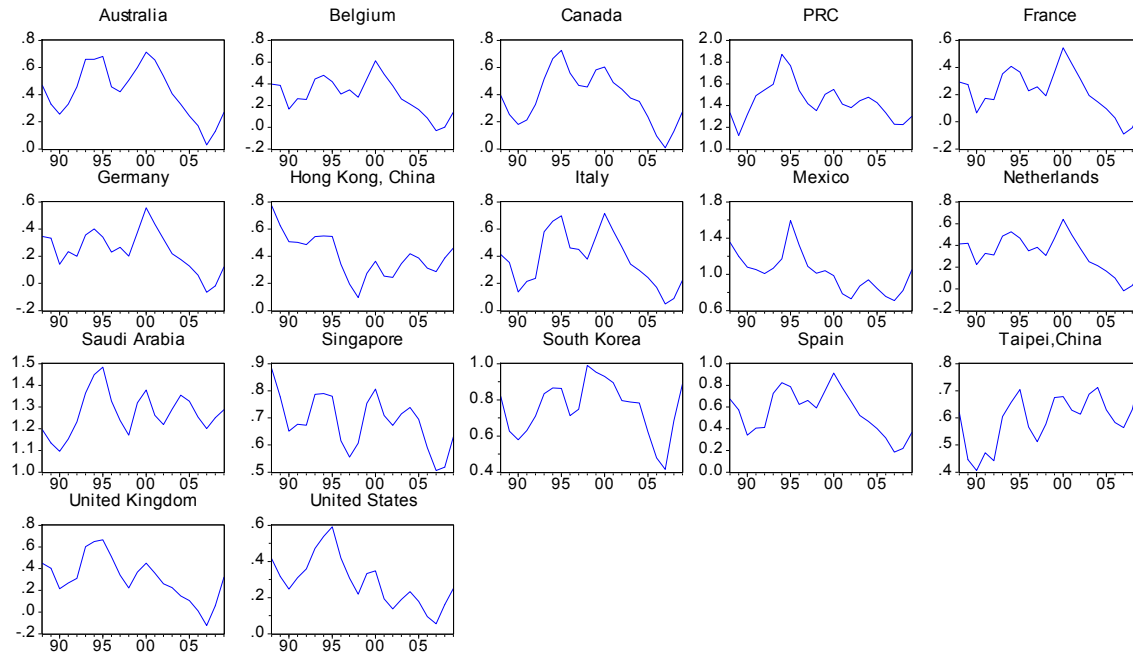 Australia
.8
.6
.4
.2
.0
90 95 00 05
Belgium
.8
.6
.4
.2
.0
-.2
90 95 00 05
Canada
.8
.6
.4
.2
.0
90 95 00 05
PRC
2.0
1.8
1.6
1.4
1.2
1.0
90 95 00 05
France
.6
.4
.2
.0
-.2
90 95 00 05
Germany
.6
.4
.2
.0
-.2
90 95 00 05
Hong Kong, China
.8
.6
.4
.2
.0
90 95 00 05
Italy
.8
.6
.4
.2
.0
90 95 00 05
Mexico
1.8
1.4
1.0
0.6
90 95 00 05
Netherlands
.8
.6
.4
.2
.0
-.2
90 95 00 05
Saudi Arabia
1.5
1.4
1.3
1.2
1.1
1.0
90 95 00 05
Singapore
.9
.8
.7
.6
.5
90 95 00 05
South Korea
1.0
0.8
0.6
0.4
90 95 00 05
Spain
1.0
0.8
0.6
0.4
0.2
0.0
90 95 00 05
Taipei,China
.8
.7
.6
.5
.4
90 95 00 05
United Kingdom
.8
.6
.4
.2
.0
-.2
90 95 00 05
United States
.6
.4
.2
.0
90 95 00 05